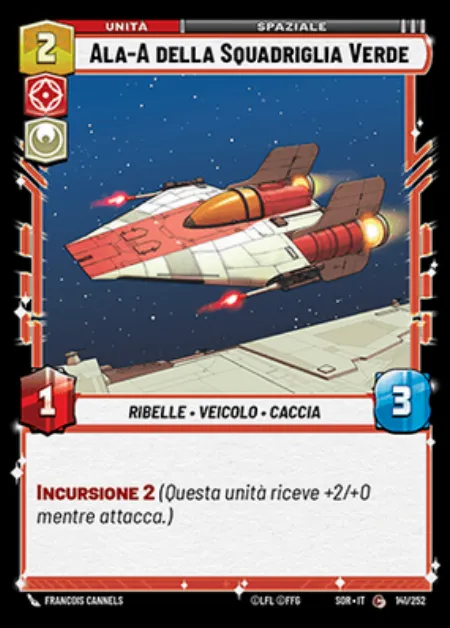 UNITÀ SPAZIALE
2 ALA-A DELLA SQUADRIGLIA VERDE
1 RIBELLE • VEICOLO • CACCIA 3
INCURSIONE 2 (Questa unità riceve +2/+0
mentre attacca.)
FRANCOIS CANNELS ©LFL ©FFG SOR • IT C 141/252